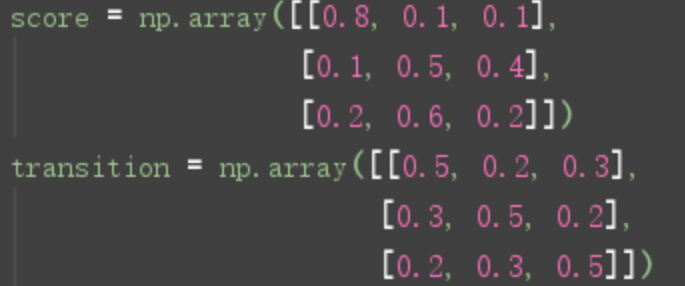 score = np.array([[0.8, 0.1, 0.1],
[0.1, 0.5, 0.4],
[0.2, 0.6, 0.2]])
transition = np.array([[0.5, 0.2, 0.3],
[0.3, 0.5, 0.2],
[0.2, 0.3, 0.5]])